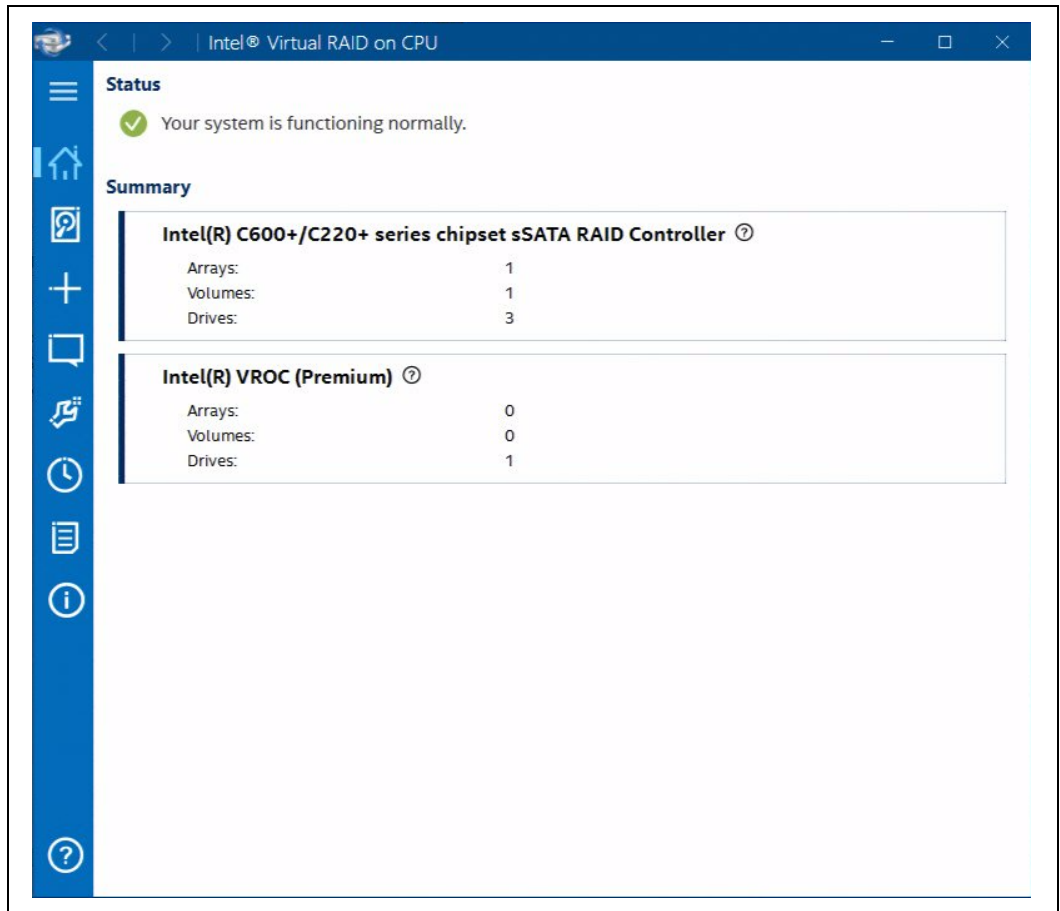 Intel® Virtual RAID on CPU
Status
Your system is functioning normally.
Summary
Intel(R) C600+/C220+ series chipset sSATA RAID Controller ?
Arrays: 1
Volumes: 1
Drives: 3
Intel(R) VROC (Premium) ?
Arrays: 0
Volumes: 0
Drives: 1
?